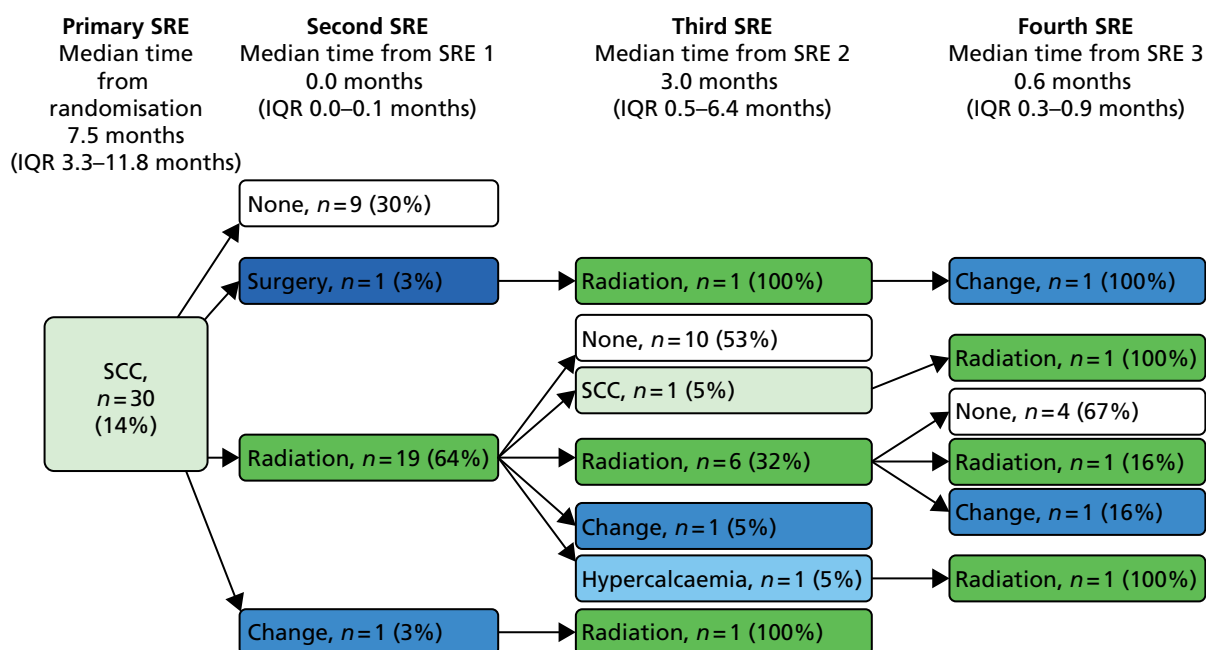 Primary SRE
Median time
from
randomisation
7.5 months
(IQR 3.3–11.8 months)
Second SRE
Median time from SRE 1
0.0 months
(IQR 0.0–0.1 months)
Third SRE
Median time from SRE 2
3.0 months
(IQR 0.5–6.4 months)
Fourth SRE
Median time from SRE 3
0.6 months
(IQR 0.3–0.9 months)
SCC,
n=30
(14%)
None, n=9 (30%)
Surgery, n=1 (3%)
Radiation, n=19 (64%)
Change, n=1 (3%)
Radiation, n=1 (100%)
None, n=10 (53%)
SCC, n=1 (5%)
Radiation, n=6 (32%)
Change, n=1 (5%)
Hypercalcaemia, n=1 (5%)
Radiation, n=1 (100%)
Change, n=1 (100%)
Radiation, n=1 (100%)
None, n=4 (67%)
Radiation, n=1 (16%)
Change, n=1 (16%)
Radiation, n=1 (100%)